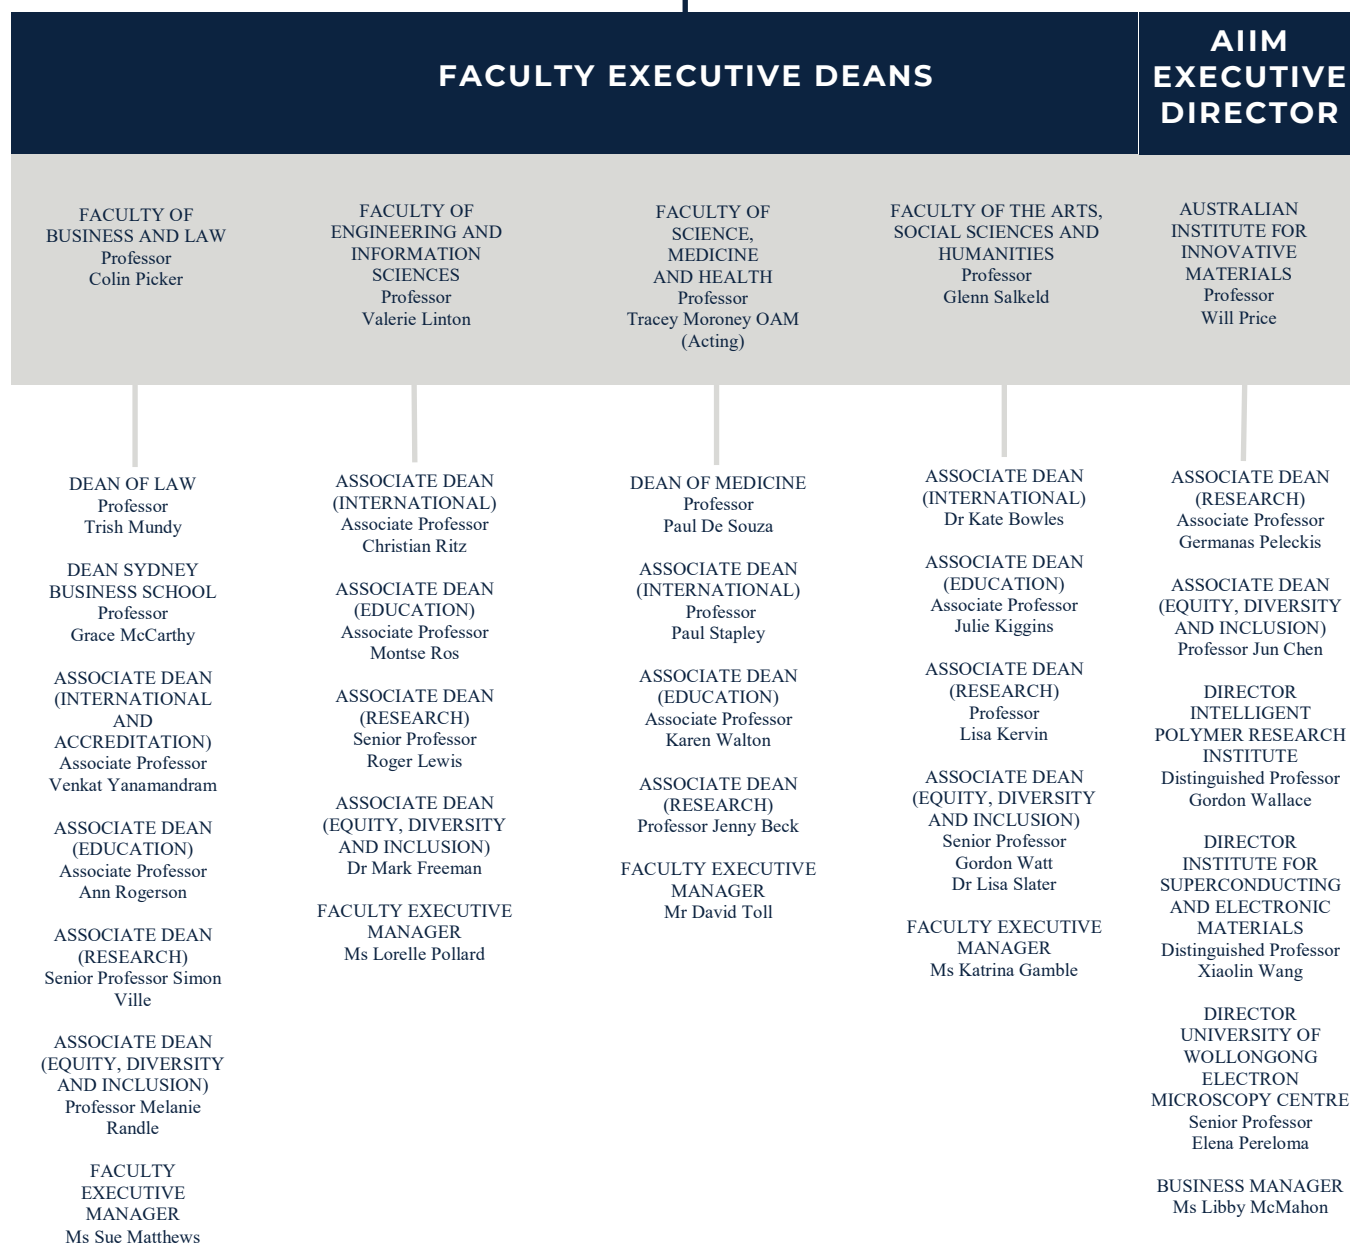 FACULTY EXECUTIVE DEANS
AIIM
EXECUTIVE
DIRECTOR
FACULTY OF
BUSINESS AND LAW
Professor
Colin Picker
FACULTY OF
ENGINEERING AND
INFORMATION
SCIENCES
Professor
Valerie Linton
FACULTY OF
SCIENCE,
MEDICINE
AND HEALTH
Professor
Tracey Moroney OAM
(Acting)
FACULTY OF THE ARTS,
SOCIAL SCIENCES AND
HUMANITIES
Professor
Glenn Salkeld
AUSTRALIAN
INSTITUTE FOR
INNOVATIVE
MATERIALS
Professor
Will Price
DEAN OF LAW
Professor
Trish Mundy
DEAN SYDNEY
BUSINESS SCHOOL
Professor
Grace McCarthy
ASSOCIATE DEAN
(INTERNATIONAL
AND
ACCREDITATION)
Associate Professor
Venkat Yanamandram
ASSOCIATE DEAN
(EDUCATION)
Associate Professor
Ann Rogerson
ASSOCIATE DEAN
(RESEARCH)
Senior Professor Simon
Ville
ASSOCIATE DEAN
(EQUITY, DIVERSITY
AND INCLUSION)
Professor Melanie
Randle
FACULTY
EXECUTIVE
MANAGER
Ms Sue Matthews
ASSOCIATE DEAN
(INTERNATIONAL)
Associate Professor
Christian Ritz
ASSOCIATE DEAN
(EDUCATION)
Associate Professor
Montse Ros
ASSOCIATE DEAN
(RESEARCH)
Senior Professor
Roger Lewis
ASSOCIATE DEAN
(EQUITY, DIVERSITY
AND INCLUSION)
Dr Mark Freeman
FACULTY EXECUTIVE
MANAGER
Ms Lorelle Pollard
DEAN OF MEDICINE
Professor
Paul De Souza
ASSOCIATE DEAN
(INTERNATIONAL)
Professor
Paul Stapley
ASSOCIATE DEAN
(EDUCATION)
Associate Professor
Karen Walton
ASSOCIATE DEAN
(RESEARCH)
Professor Jenny Beck
FACULTY EXECUTIVE
MANAGER
Mr David Toll
ASSOCIATE DEAN
(INTERNATIONAL)
Dr Kate Bowles
ASSOCIATE DEAN
(EDUCATION)
Associate Professor
Julie Kiggins
ASSOCIATE DEAN
(RESEARCH)
Professor
Lisa Kervin
ASSOCIATE DEAN
(EQUITY, DIVERSITY
AND INCLUSION)
Senior Professor
Gordon Watt
Dr Lisa Slater
FACULTY EXECUTIVE
MANAGER
Ms Katrina Gamble
ASSOCIATE DEAN
(RESEARCH)
Associate Professor
Germanas Peleckis
ASSOCIATE DEAN
(EQUITY, DIVERSITY
AND INCLUSION)
Professor Jun Chen
DIRECTOR
INTELLIGENT
POLYMER RESEARCH
INSTITUTE
Distinguished Professor
Gordon Wallace
DIRECTOR
INSTITUTE FOR
SUPERCONDUCTING
AND ELECTRONIC
MATERIALS
Distinguished Professor
Xiaolin Wang
DIRECTOR
UNIVERSITY OF
WOLLONGONG
ELECTRON
MICROSCOPY CENTRE
Senior Professor
Elena Pereloma
BUSINESS MANAGER
Ms Libby McMahon